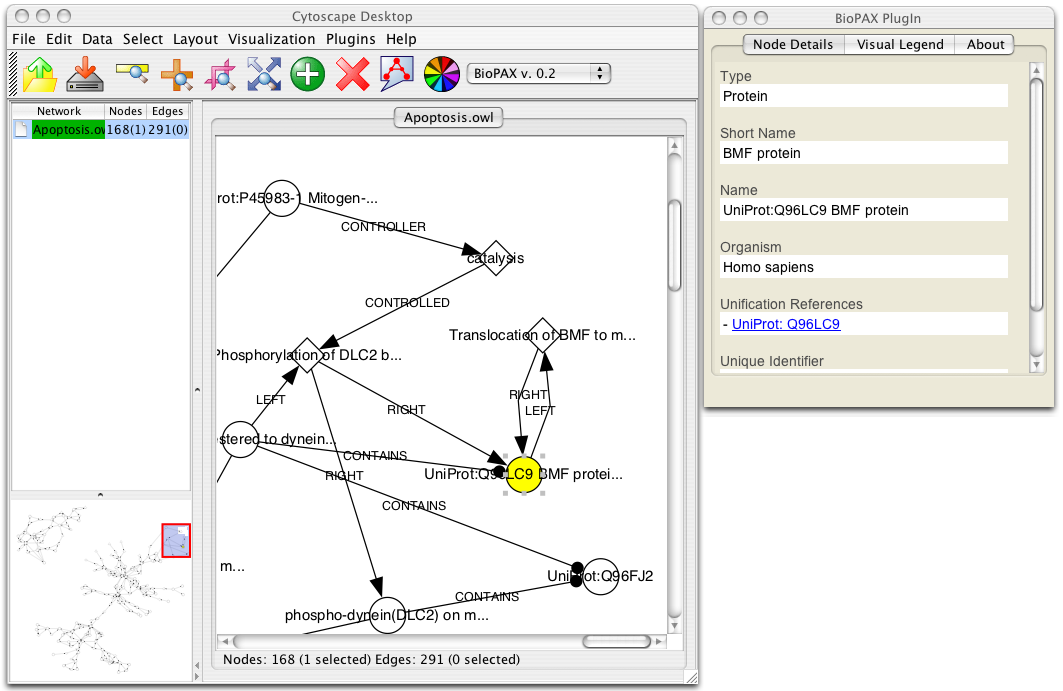 Cytoscape Desktop
File Edit Data Select Layout Visualization Plugins Help
BioPAX v. 0.2
Network Nodes Edges
Apoptosis.ow 168(1) 291(0)
Apoptosis.owl
rot:P45983-1 Mitogen-...
CONTROLLER
catalysis
CONTROLLED
Translocation of BMF to m...
Phosphorylation of DLC2 b...
RIGHT
LEFT
LEFT
RIGHT
stered to dynein...
CONTAINS
RIGHT
UniProt:Q96LC9 BMF protei...
CONTAINS
m...
UniProt:Q96FJ2
CONTAINS
phospho-dynein(DLC2) on m...
Nodes: 168 (1 selected) Edges: 291 (0 selected)
BioPAX PlugIn
Node Details Visual Legend About
Type
Protein
Short Name
BMF protein
Name
UniProt:Q96LC9 BMF protein
Organism
Homo sapiens
Unification References
- UniProt: Q96LC9
Unique Identifier